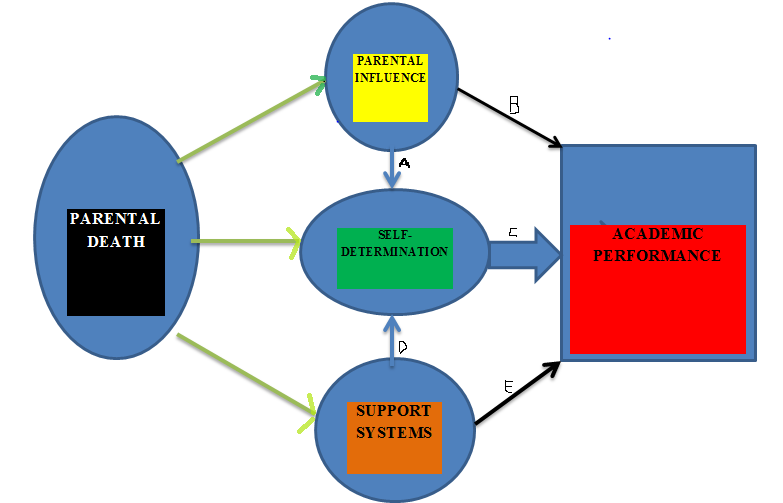 PARENTAL
INFLUENCE
B
A
PARENTAL
DEATH
SELF-
DETERMINATION
C
ACADEMIC
PERFORMANCE
D
E
SUPPORT
SYSTEMS